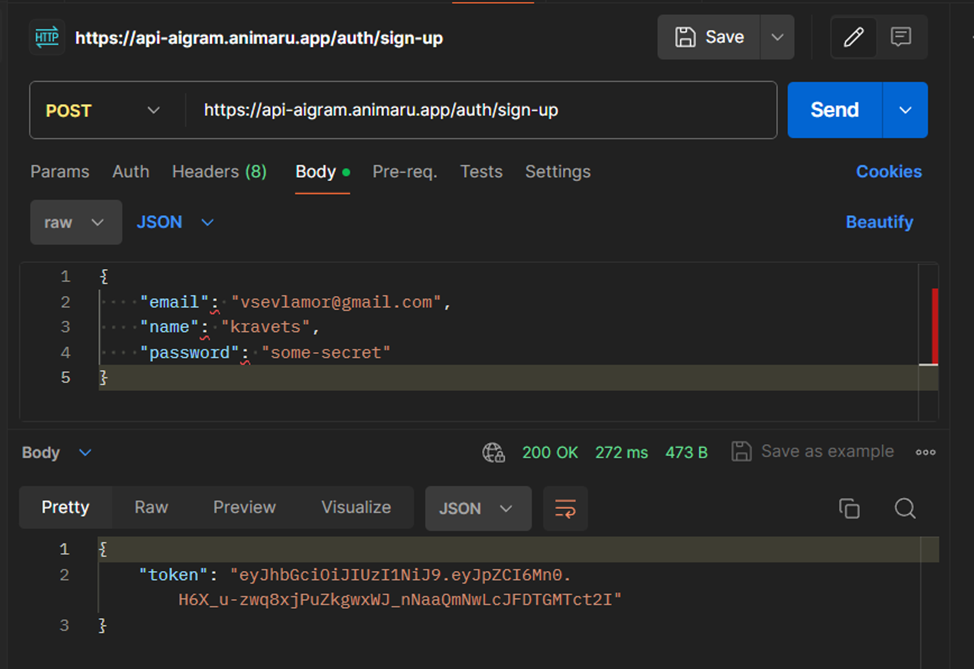 HTTP https://api-aigram.animaru.app/auth/sign-up Save
POST https://api-aigram.animaru.app/auth/sign-up Send
Params Auth Headers (8) Body Pre-req. Tests Settings Cookies
raw JSON Beautify
1 {
2 "email": "vsevlamor@gmail.com",
3 "name": "kravets",
4 "password": "some-secret"
5 }
Body 200 OK 272 ms 473 B Save as example
Pretty Raw Preview Visualize JSON
1 {
2 "token": "eyJhbGciOiJIUzI1NiJ9.eyJpZCI6Mn0.
H6X_u-zwq8xjPuZkgwxWJ_nNaaQmNwLcJFDTGMTct2I"
3 }